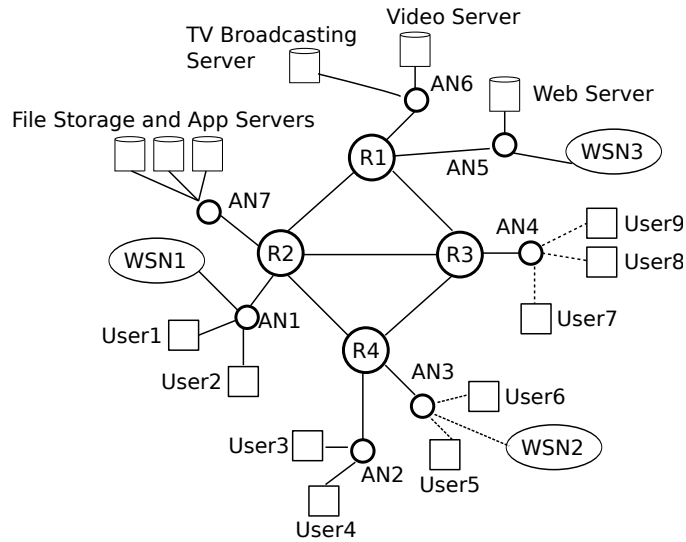 Video Server
TV Broadcasting
Server
AN6
Web Server
File Storage and App Servers
R1
AN5
WSN3
AN7
AN4
User9
WSN1
R2
R3
User8
User1
AN1
User7
User2
R4
AN3
User6
User3
WSN2
AN2
User5
User4